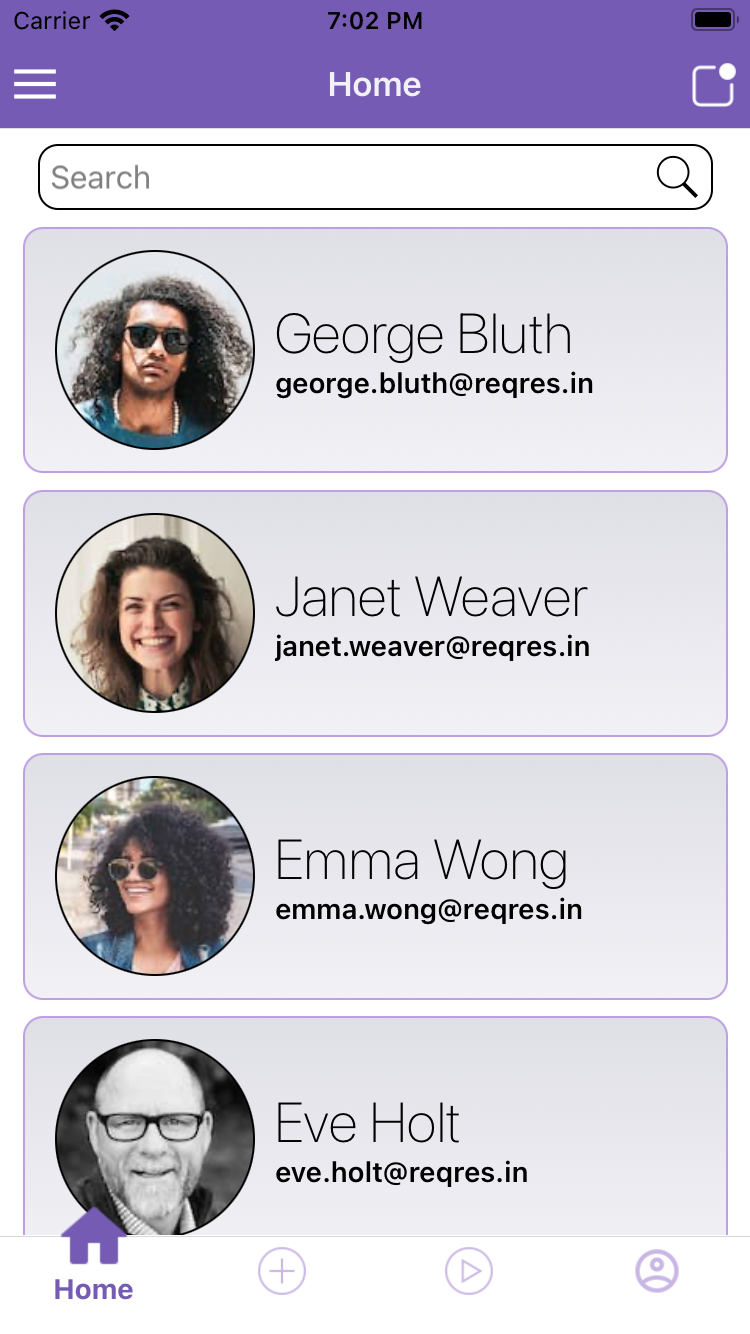 Carrier 7:02 PM
Home
Search
George Bluth
george.bluth@reqres.in
Janet Weaver
janet.weaver@reqres.in
Emma Wong
emma.wong@reqres.in
Eve Holt
eve.holt@reqres.in
Home